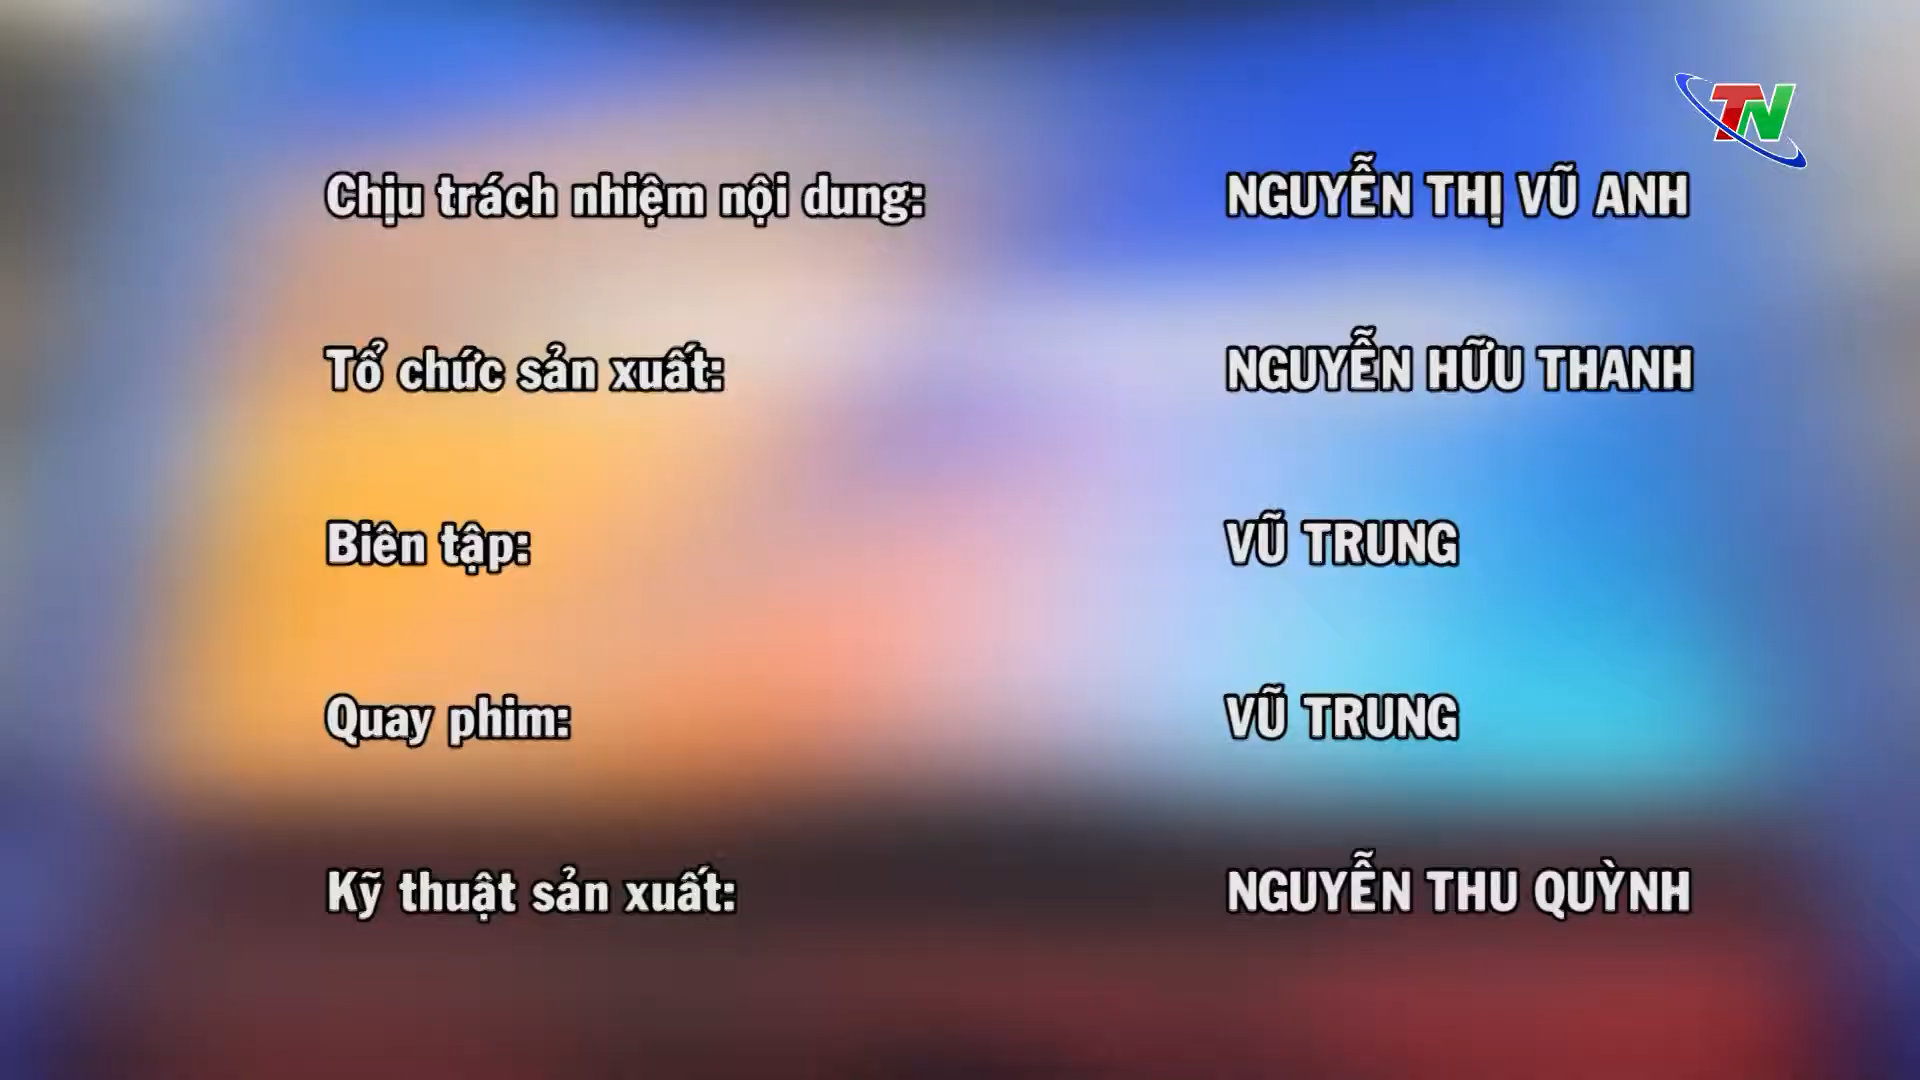 TN
Chịu trách nhiệm nội dung: NGUYỄN THỊ VŨ ANH
Tổ chức sản xuất: NGUYỄN HỮU THANH
Biên tập: VŨ TRUNG
Quay phim: VŨ TRUNG
Kỹ thuật sản xuất: NGUYỄN THU QUỲNH